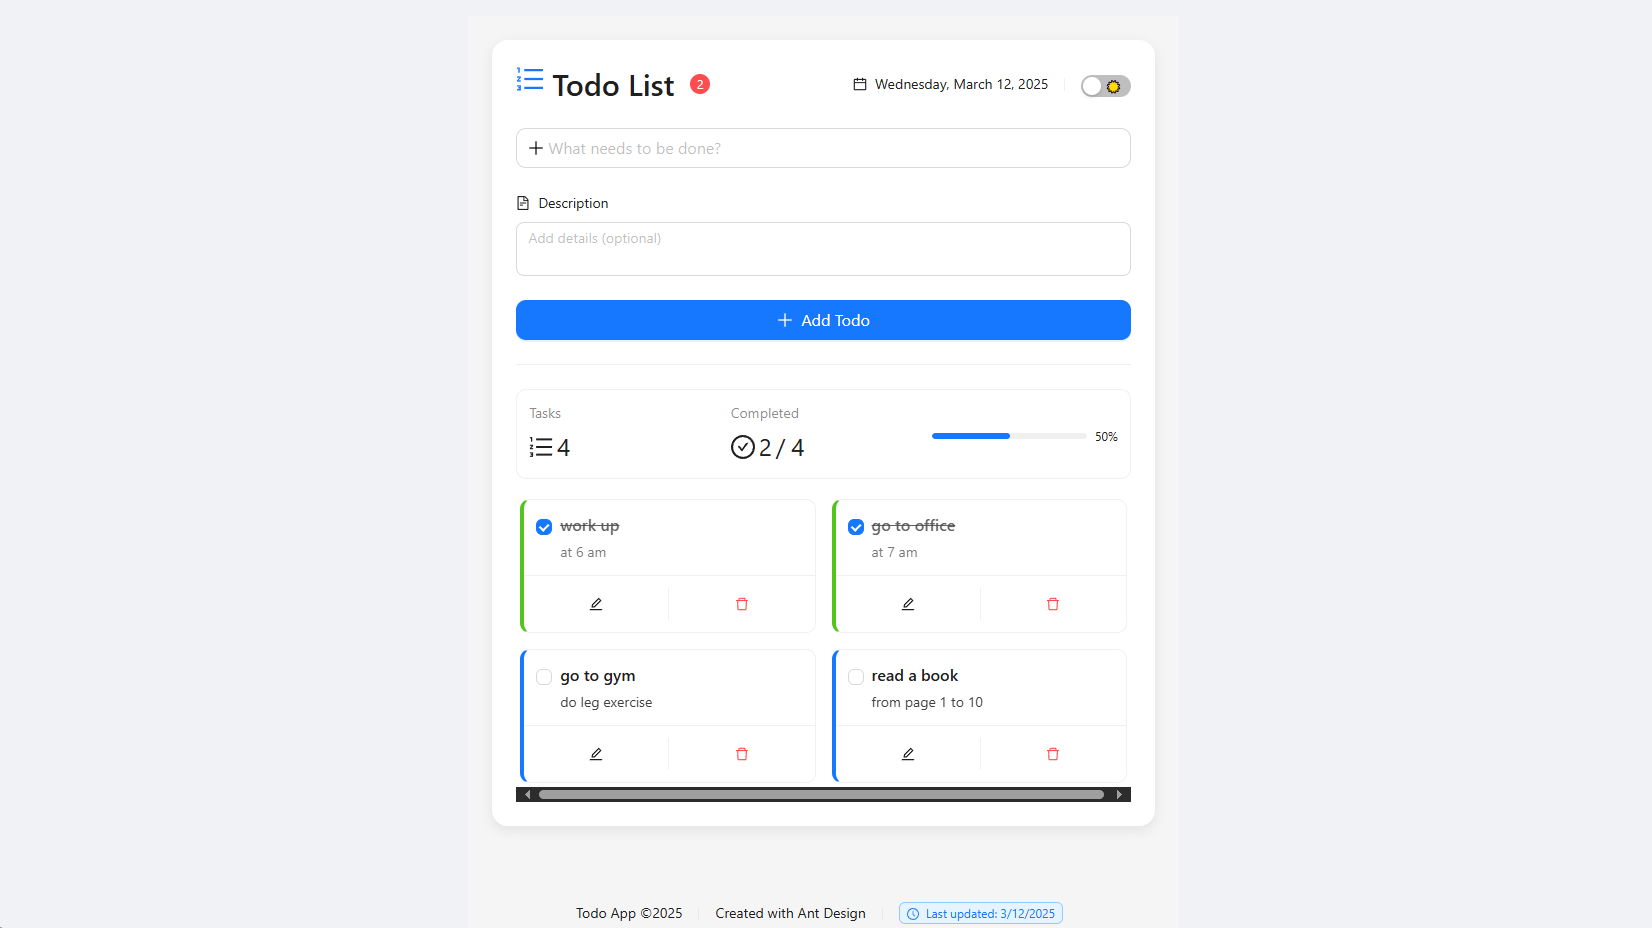 Todo List 2
Wednesday, March 12, 2025
What needs to be done?
Description
Add details (optional)
Add Todo
Tasks
4
Completed
2 / 4
50%
work up
at 6 am
go to office
at 7 am
go to gym
do leg exercise
read a book
from page 1 to 10
Todo App ©2025
Created with Ant Design
Last updated: 3/12/2025